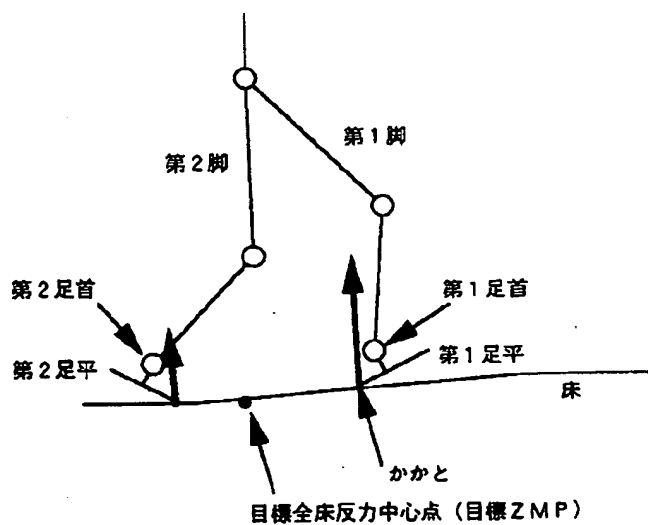 第１脚
第２脚
第２足首
第１足首
第２足平
第１足平
床
かかと
目標全床反力中心点（目標ＺＭＰ）